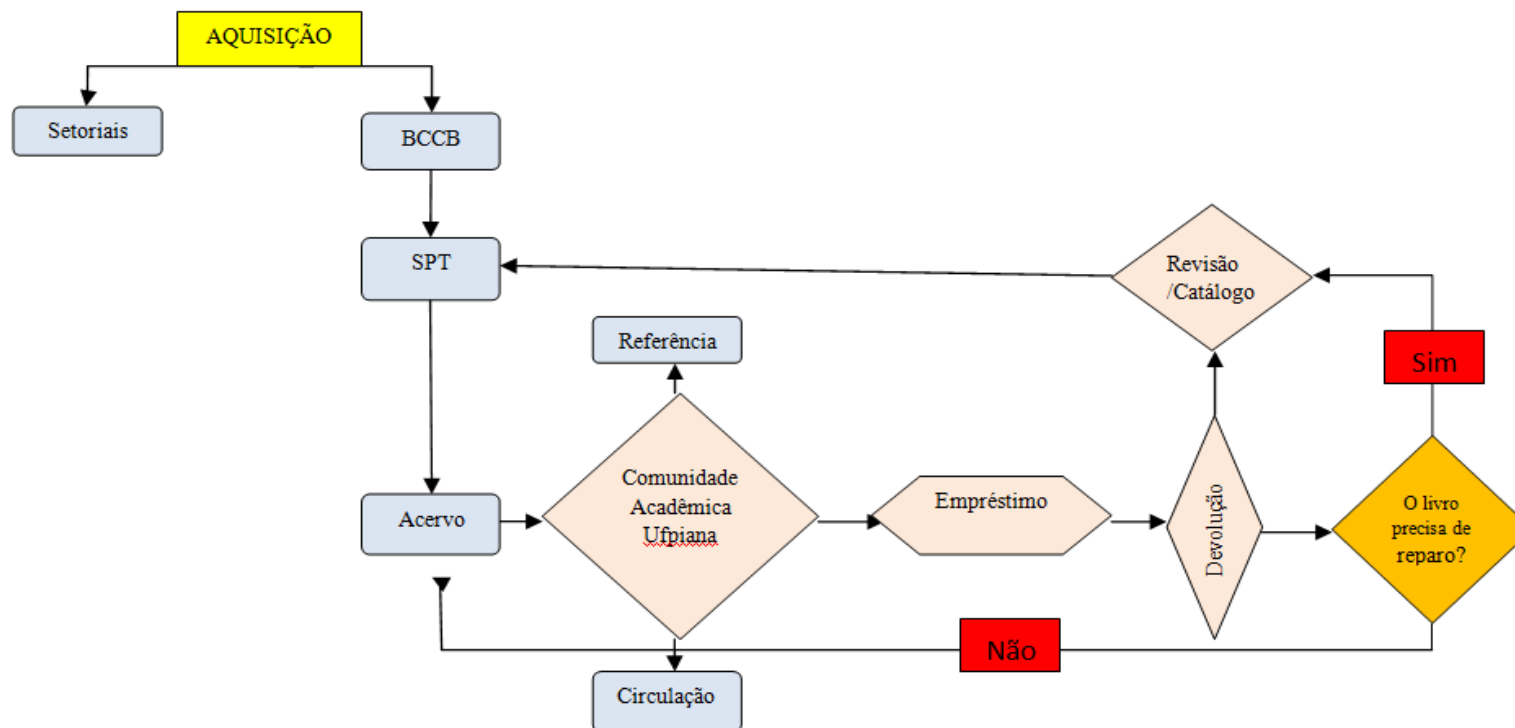 AQUISIÇÃO
Setoriais
BCCB
SPT
Revisão
/Catálogo
Referência
Sim
Comunidade
Acadêmica
Ufpiana
Empréstimo
Devolução
O livro
precisa de
reparo?
Acervo
Não
Circulação